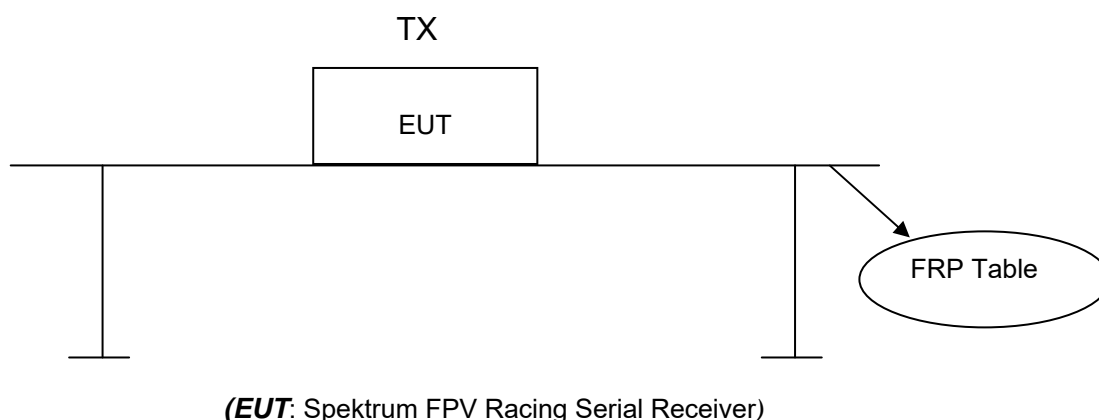 TX
EUT
FRP Table
(EUT: Spektrum FPV Racing Serial Receiver)